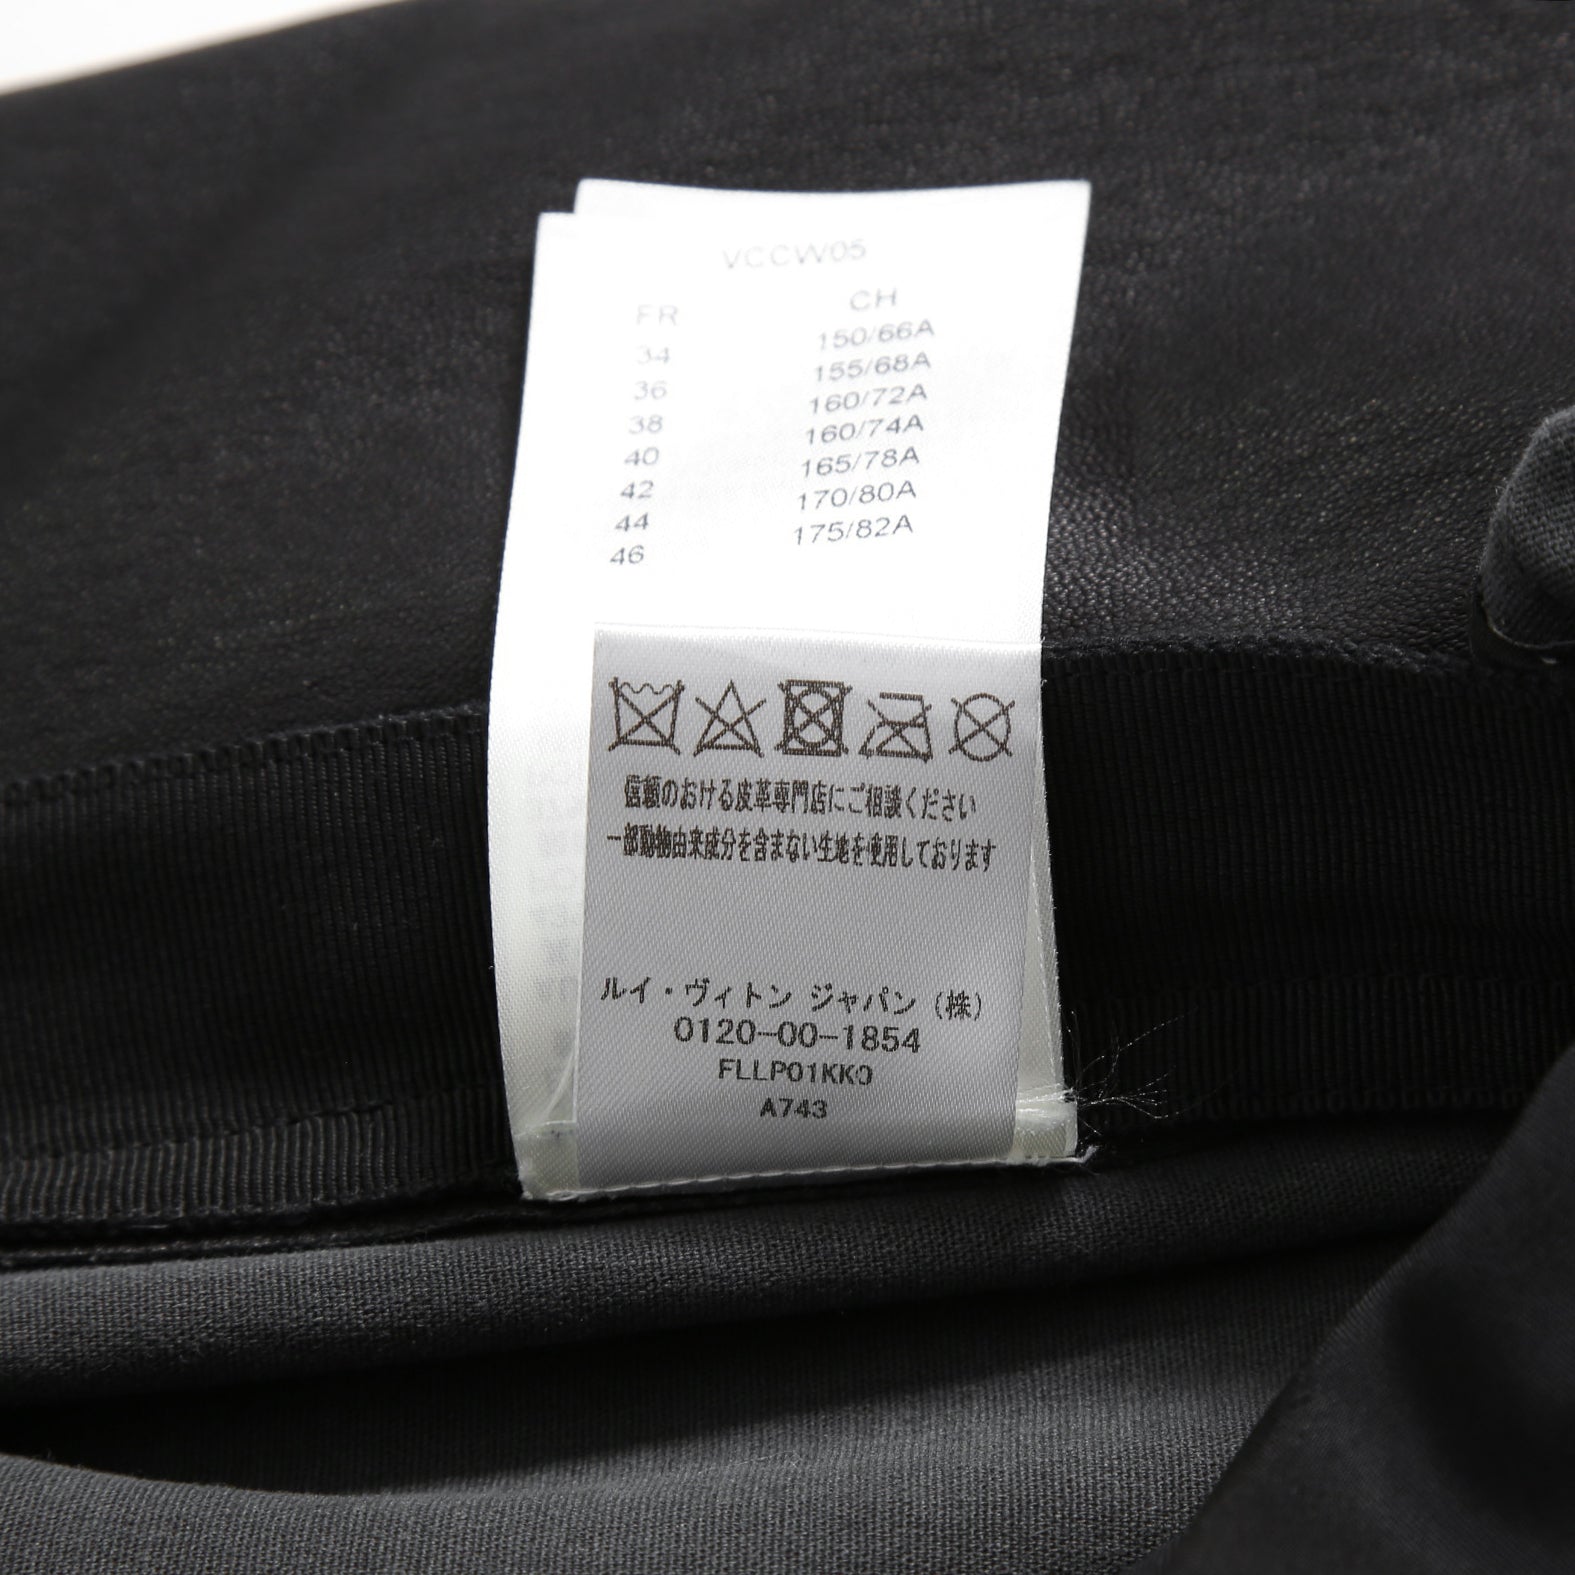 VCCW05
FR CH
34 150/66A
36 155/68A
38 160/72A
40 160/74A
42 165/78A
44 170/80A
46 175/82A
信頼のおける皮革専門店にご相談ください
一部動物由来成分を含まない生地を使用しております
ルイ・ヴィトン ジャパン (株)
0120-00-1854
FLLP01KK0
A743